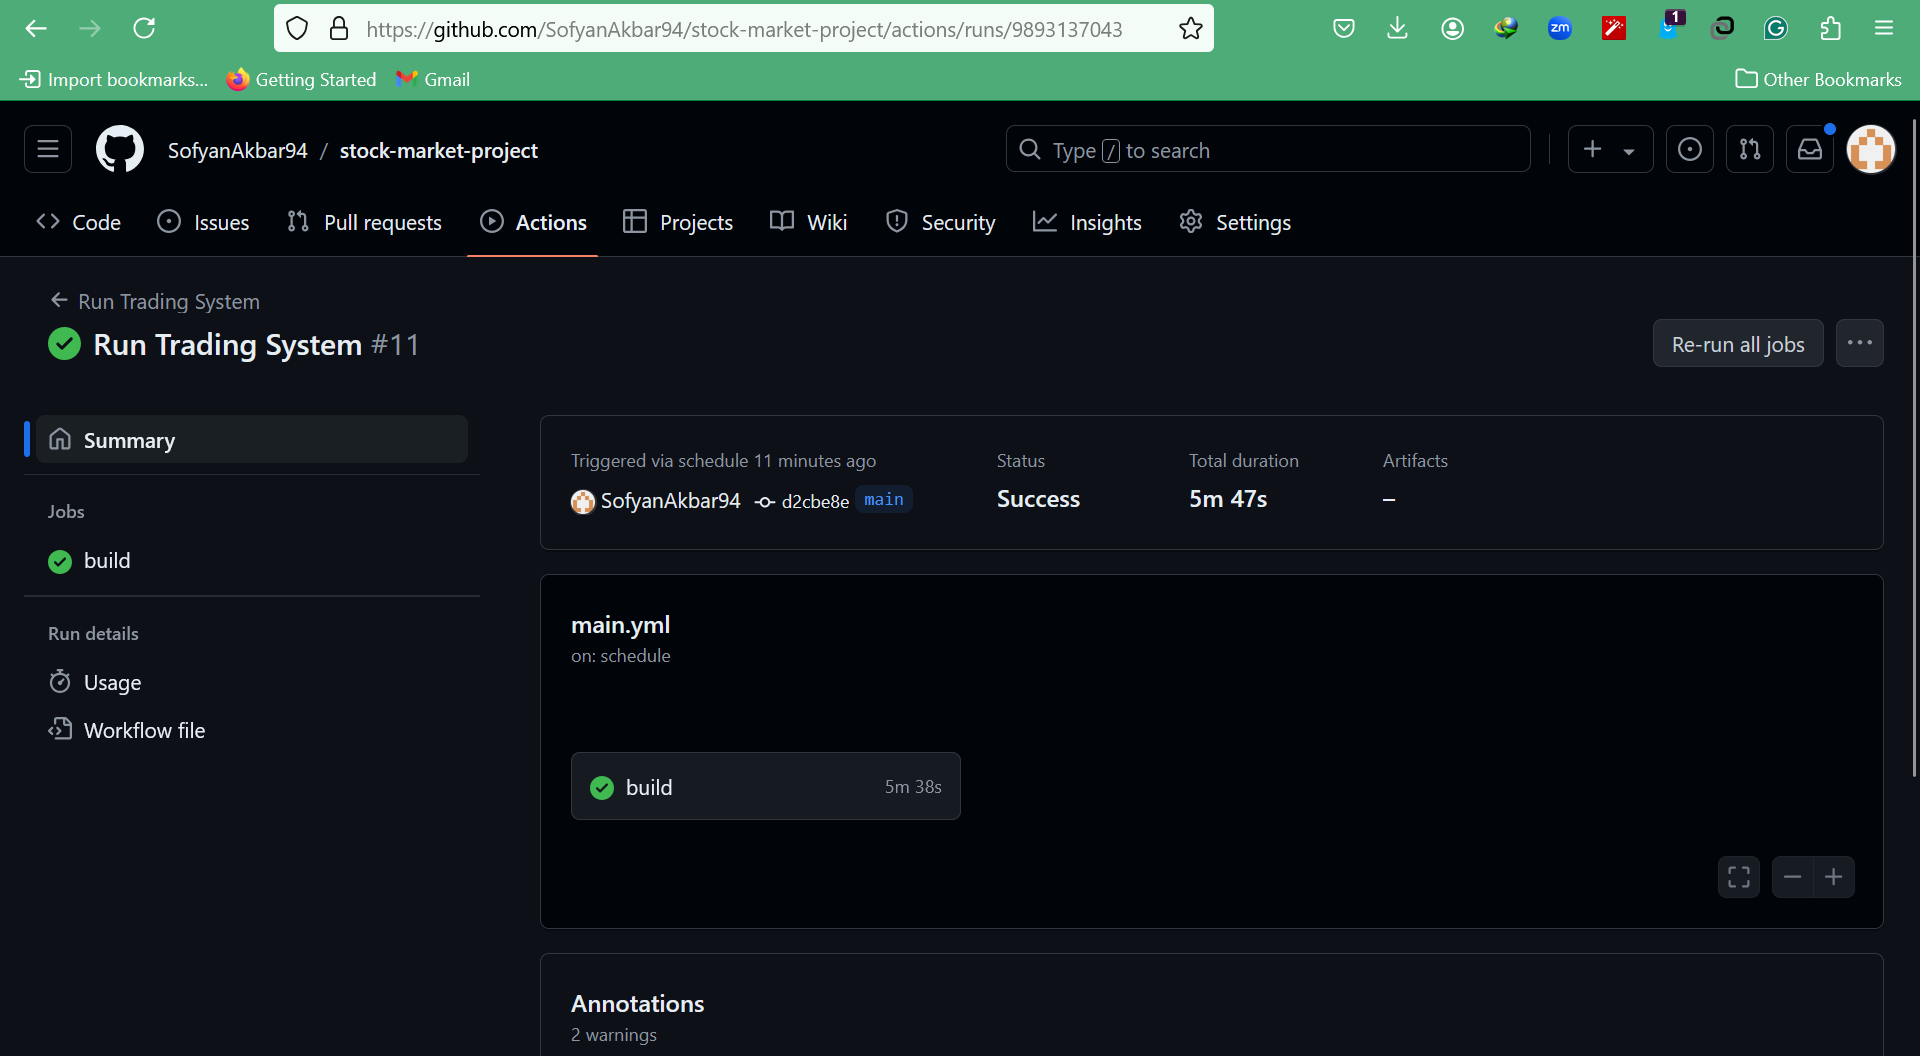 https://github.com/SofyanAkbar94/stock-market-project/actions/runs/9893137043
zm
1
Import bookmarks...
Getting Started
Gmail
Other Bookmarks
SofyanAkbar94 / stock-market-project
Type / to search
Code
Issues
Pull requests
Actions
Projects
Wiki
Security
Insights
Settings
Run Trading System
Run Trading System #11
Re-run all jobs
Summary
Jobs
build
Run details
Usage
Workflow file
Triggered via schedule 11 minutes ago
SofyanAkbar94 d2cbe8e main
Status
Success
Total duration
5m 47s
Artifacts
–
main.yml
on: schedule
build 5m 38s
Annotations
2 warnings